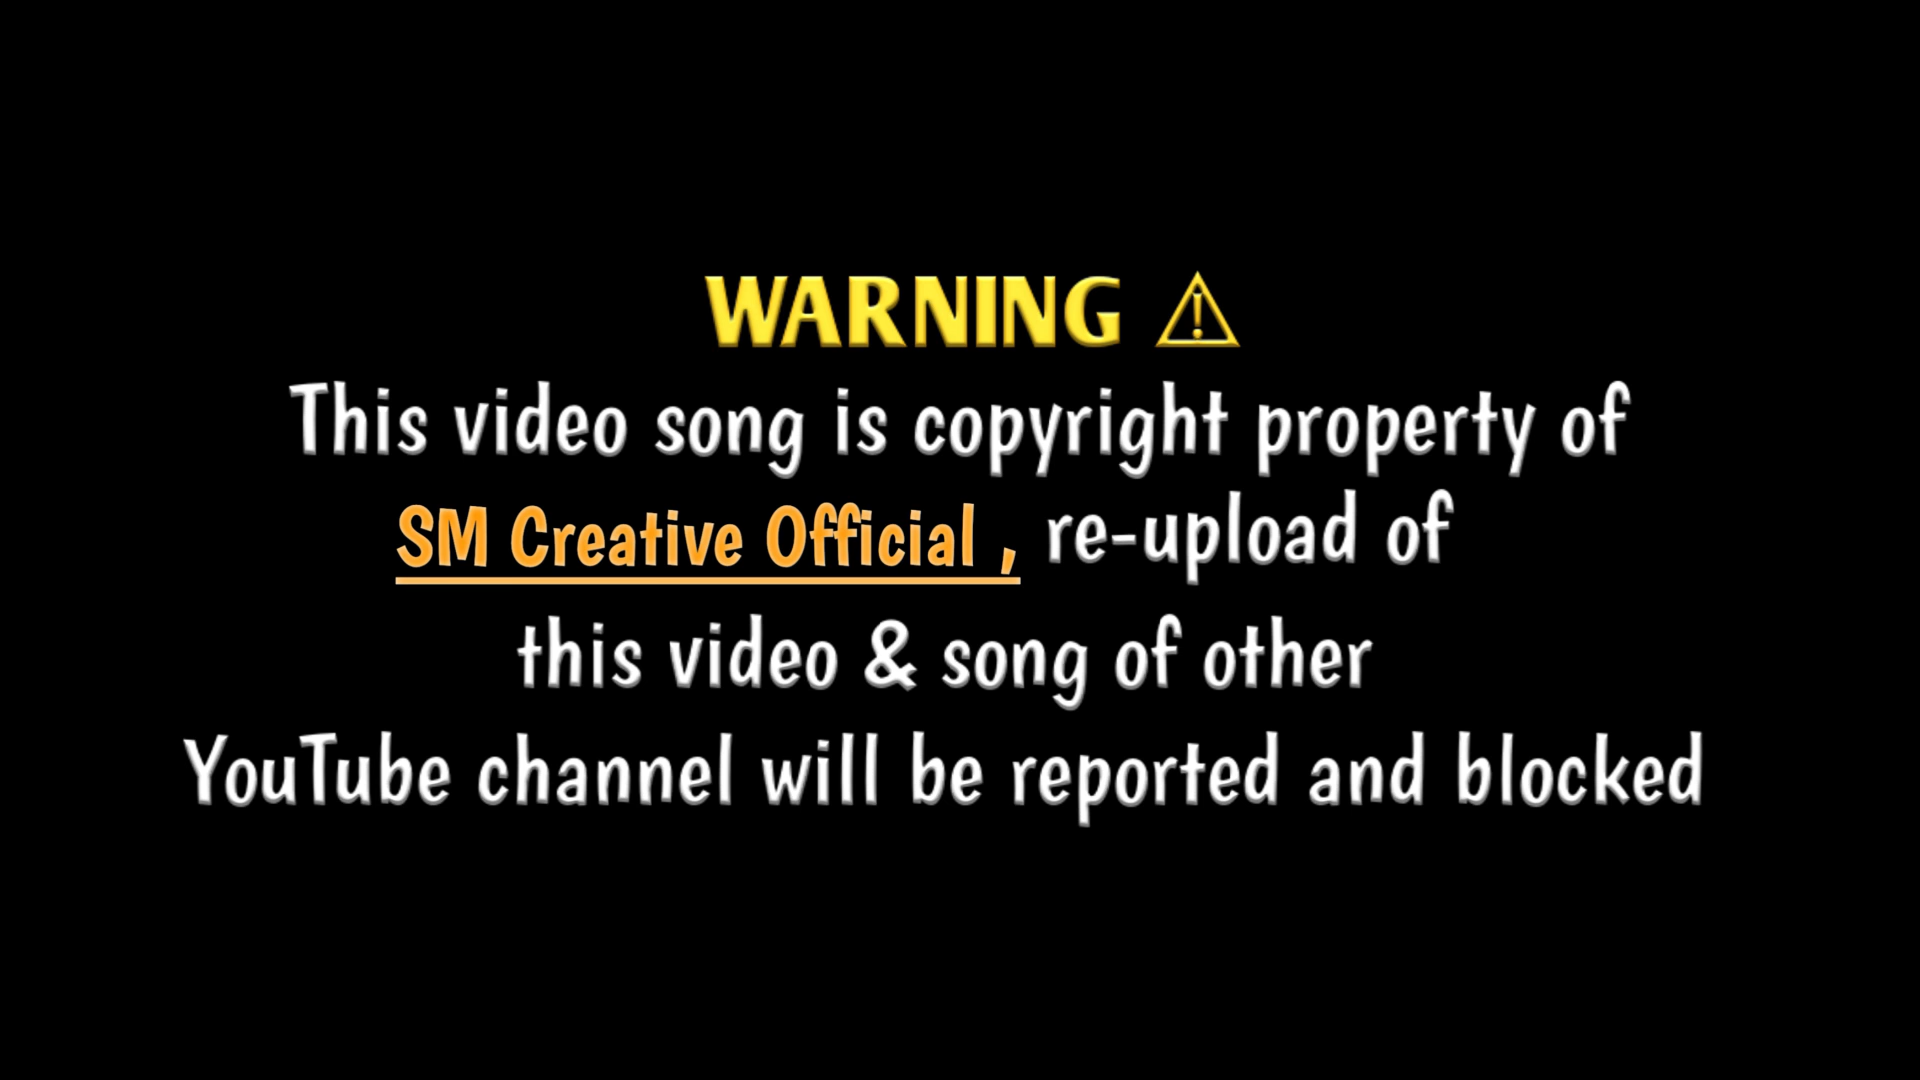 WARNING ⚠
This video song is copyright property of
SM Creative Official , re-upload of
this video & song of other
YouTube channel will be reported and blocked